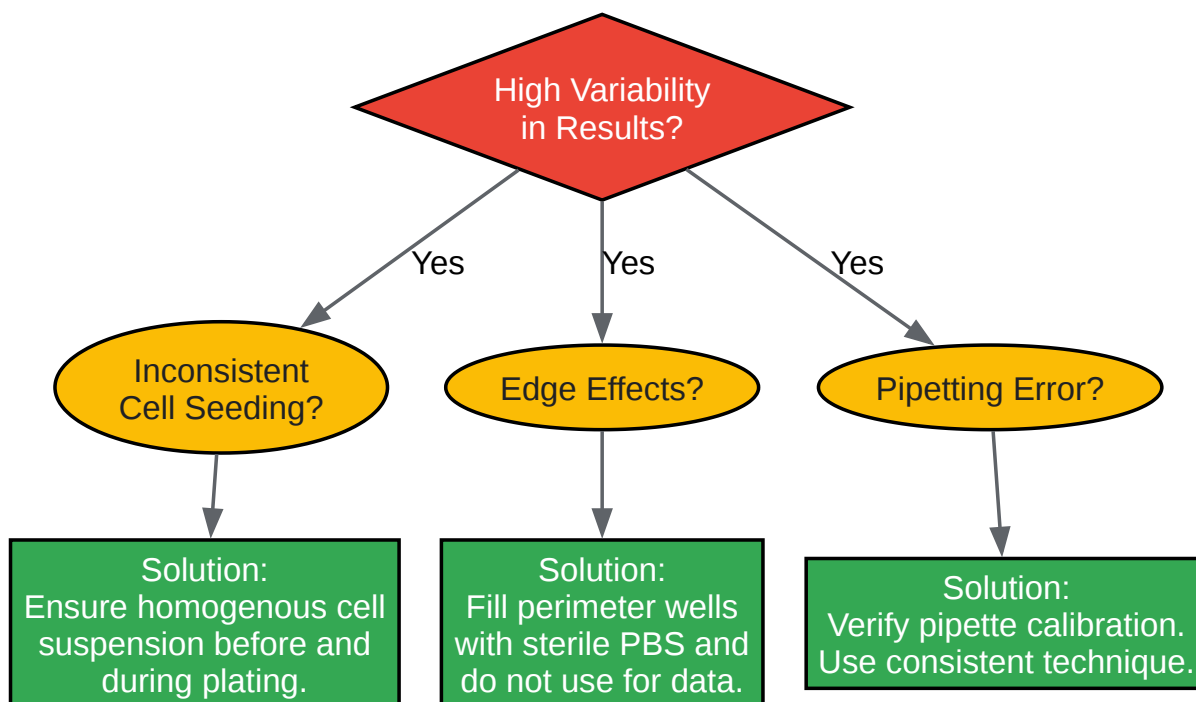 High Variability
in Results?
Yes
Yes
Yes
Inconsistent
Cell Seeding?
Edge Effects?
Pipetting Error?
Solution:
Ensure homogenous cell
suspension before and
during plating.
Solution:
Fill perimeter wells
with sterile PBS and
do not use for data.
Solution:
Verify pipette calibration.
Use consistent technique.